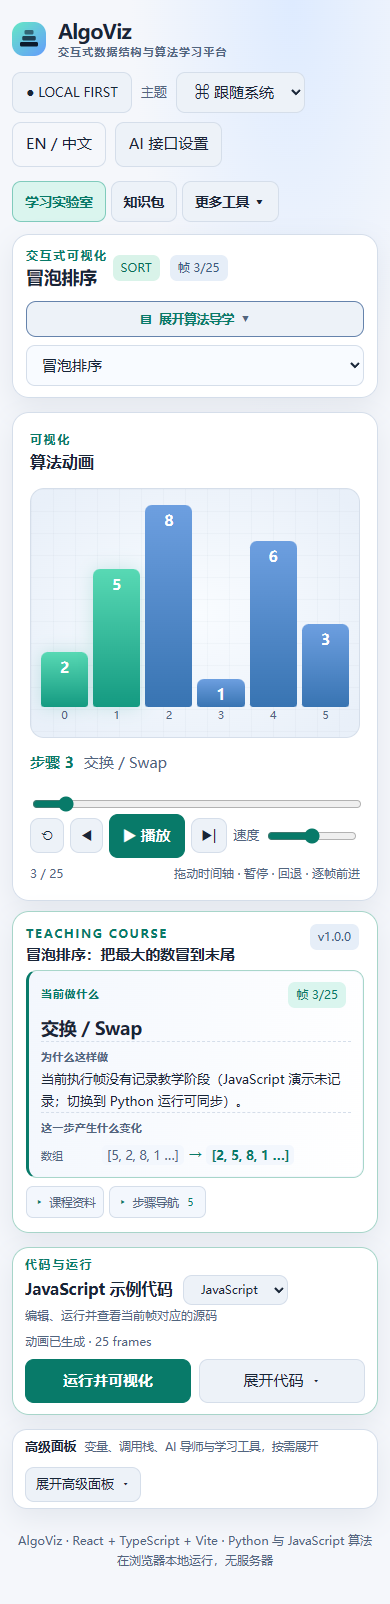 AlgoViz
交互式数据结构与算法学习平台
● LOCAL FIRST 主题 ⌘ 跟随系统
EN / 中文 AI 接口设置
学习实验室 知识包 更多工具 ▾
交互式可视化
冒泡排序 SORT 帧 3/25
▤ 展开算法导学 ▼
冒泡排序
可视化
算法动画
2 5 8 1 6 3
0 1 2 3 4 5
步骤 3 交换 / Swap
⟲ ◀ ▶ 播放 ▶| 速度
3 / 25 拖动时间轴 · 暂停 · 回退 · 逐帧前进
TEACHING COURSE
冒泡排序：把最大的数冒到末尾 v1.0.0
当前做什么 帧 3/25
交换 / Swap
为什么这样做
当前执行帧没有记录教学阶段（JavaScript 演示未记
录；切换到 Python 运行可同步）。
这一步产生什么变化
数组 [5, 2, 8, 1 …] → [2, 5, 8, 1 …]
▸ 课程资料 ▸ 步骤导航 5
代码与运行
JavaScript 示例代码 JavaScript
编辑、运行并查看当前帧对应的源码
动画已生成 · 25 frames
运行并可视化 展开代码
高级面板 变量、调用栈、AI 导师与学习工具，按需展开
展开高级面板
AlgoViz · React + TypeScript + Vite · Python 与 JavaScript 算法
在浏览器本地运行，无服务器